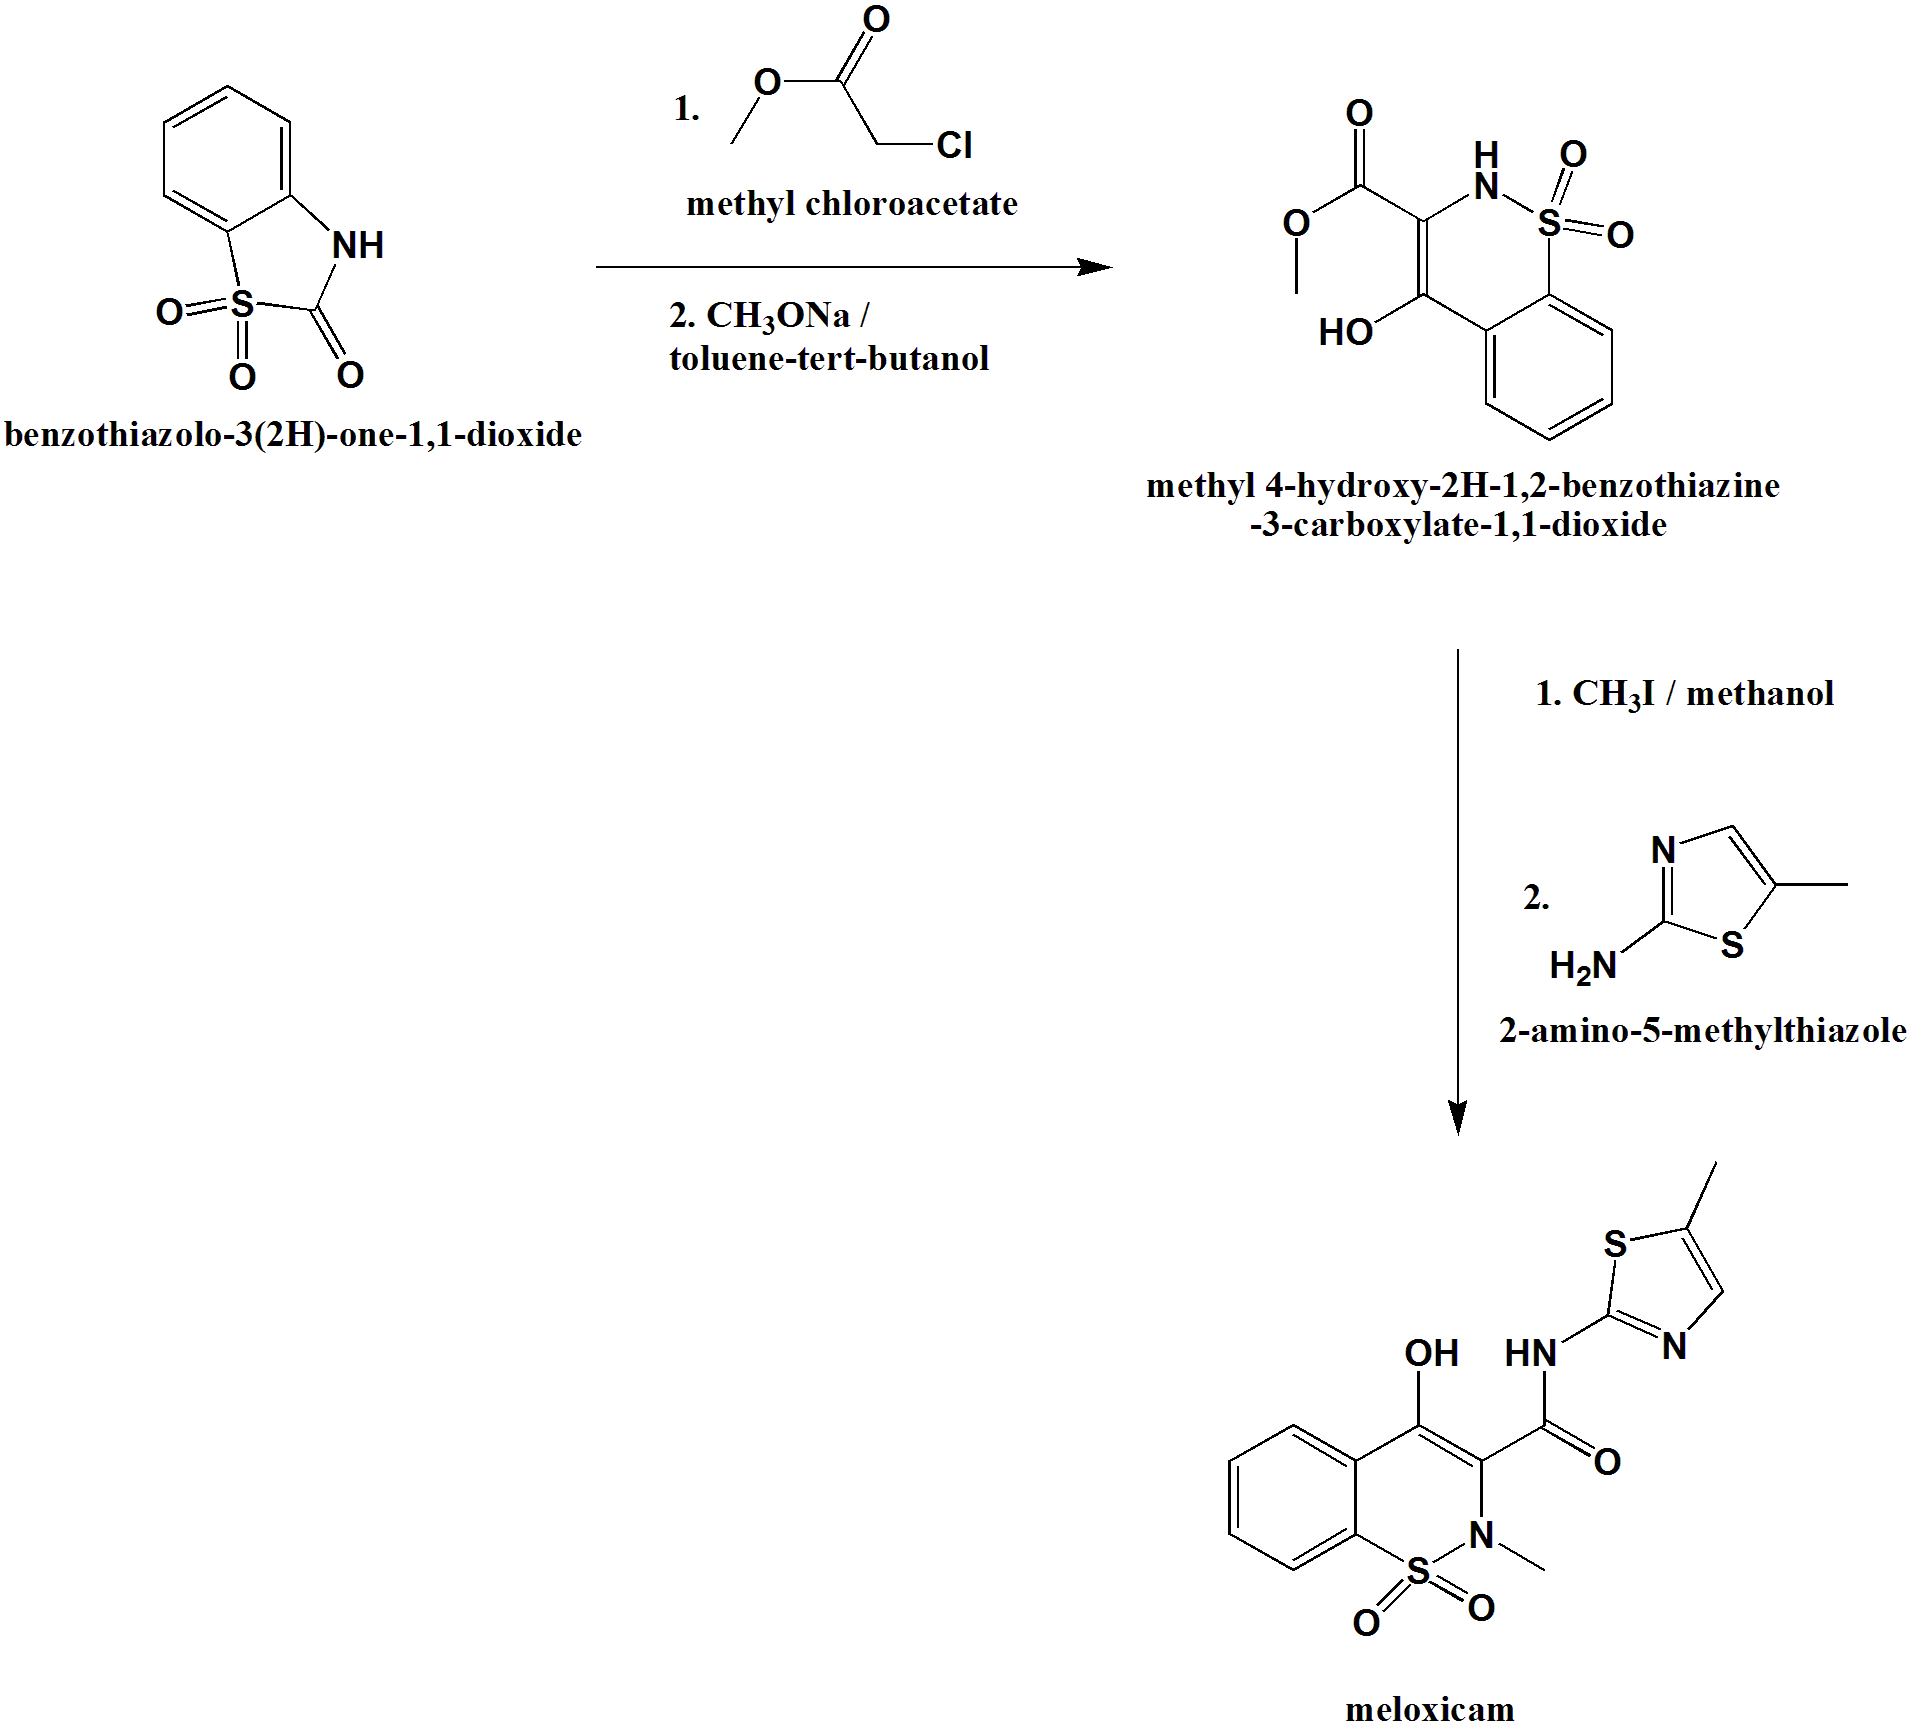 O
O
1.
Cl
methyl chloroacetate
NH
O
S
O
O
benzothiazolo-3(2H)-one-1,1-dioxide
2. CH₃ONa /
toluene-tert-butanol
O
H
N
O
O
S
O
HO
methyl 4-hydroxy-2H-1,2-benzothiazine
-3-carboxylate-1,1-dioxide
1. CH₃I / methanol
N
2.
S
H₂N
2-amino-5-methylthiazole
S
OH
HN
N
O
N
S
O
O
meloxicam